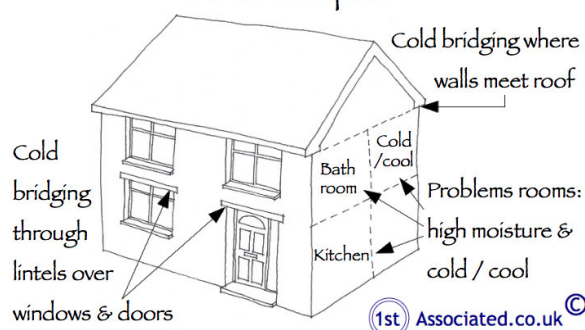 Cold bridging where
walls meet roof
Cold
/cool
Bath
room
Kitchen
Cold
bridging
through
lintels over
windows & doors
Problems rooms:
high moisture &
cold / cool
1st Associated.co.uk ©